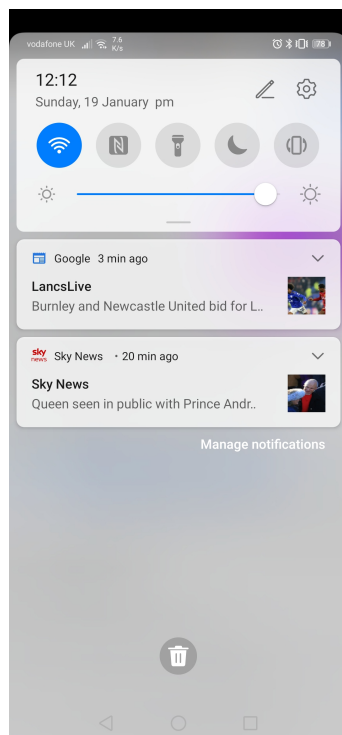 vodafone UK 7.6 K/s 78
12:12
Sunday, 19 January pm
Google 3 min ago
LancsLive
Burnley and Newcastle United bid for L..
sky news Sky News • 20 min ago
Sky News
Queen seen in public with Prince Andr..
Manage notifications